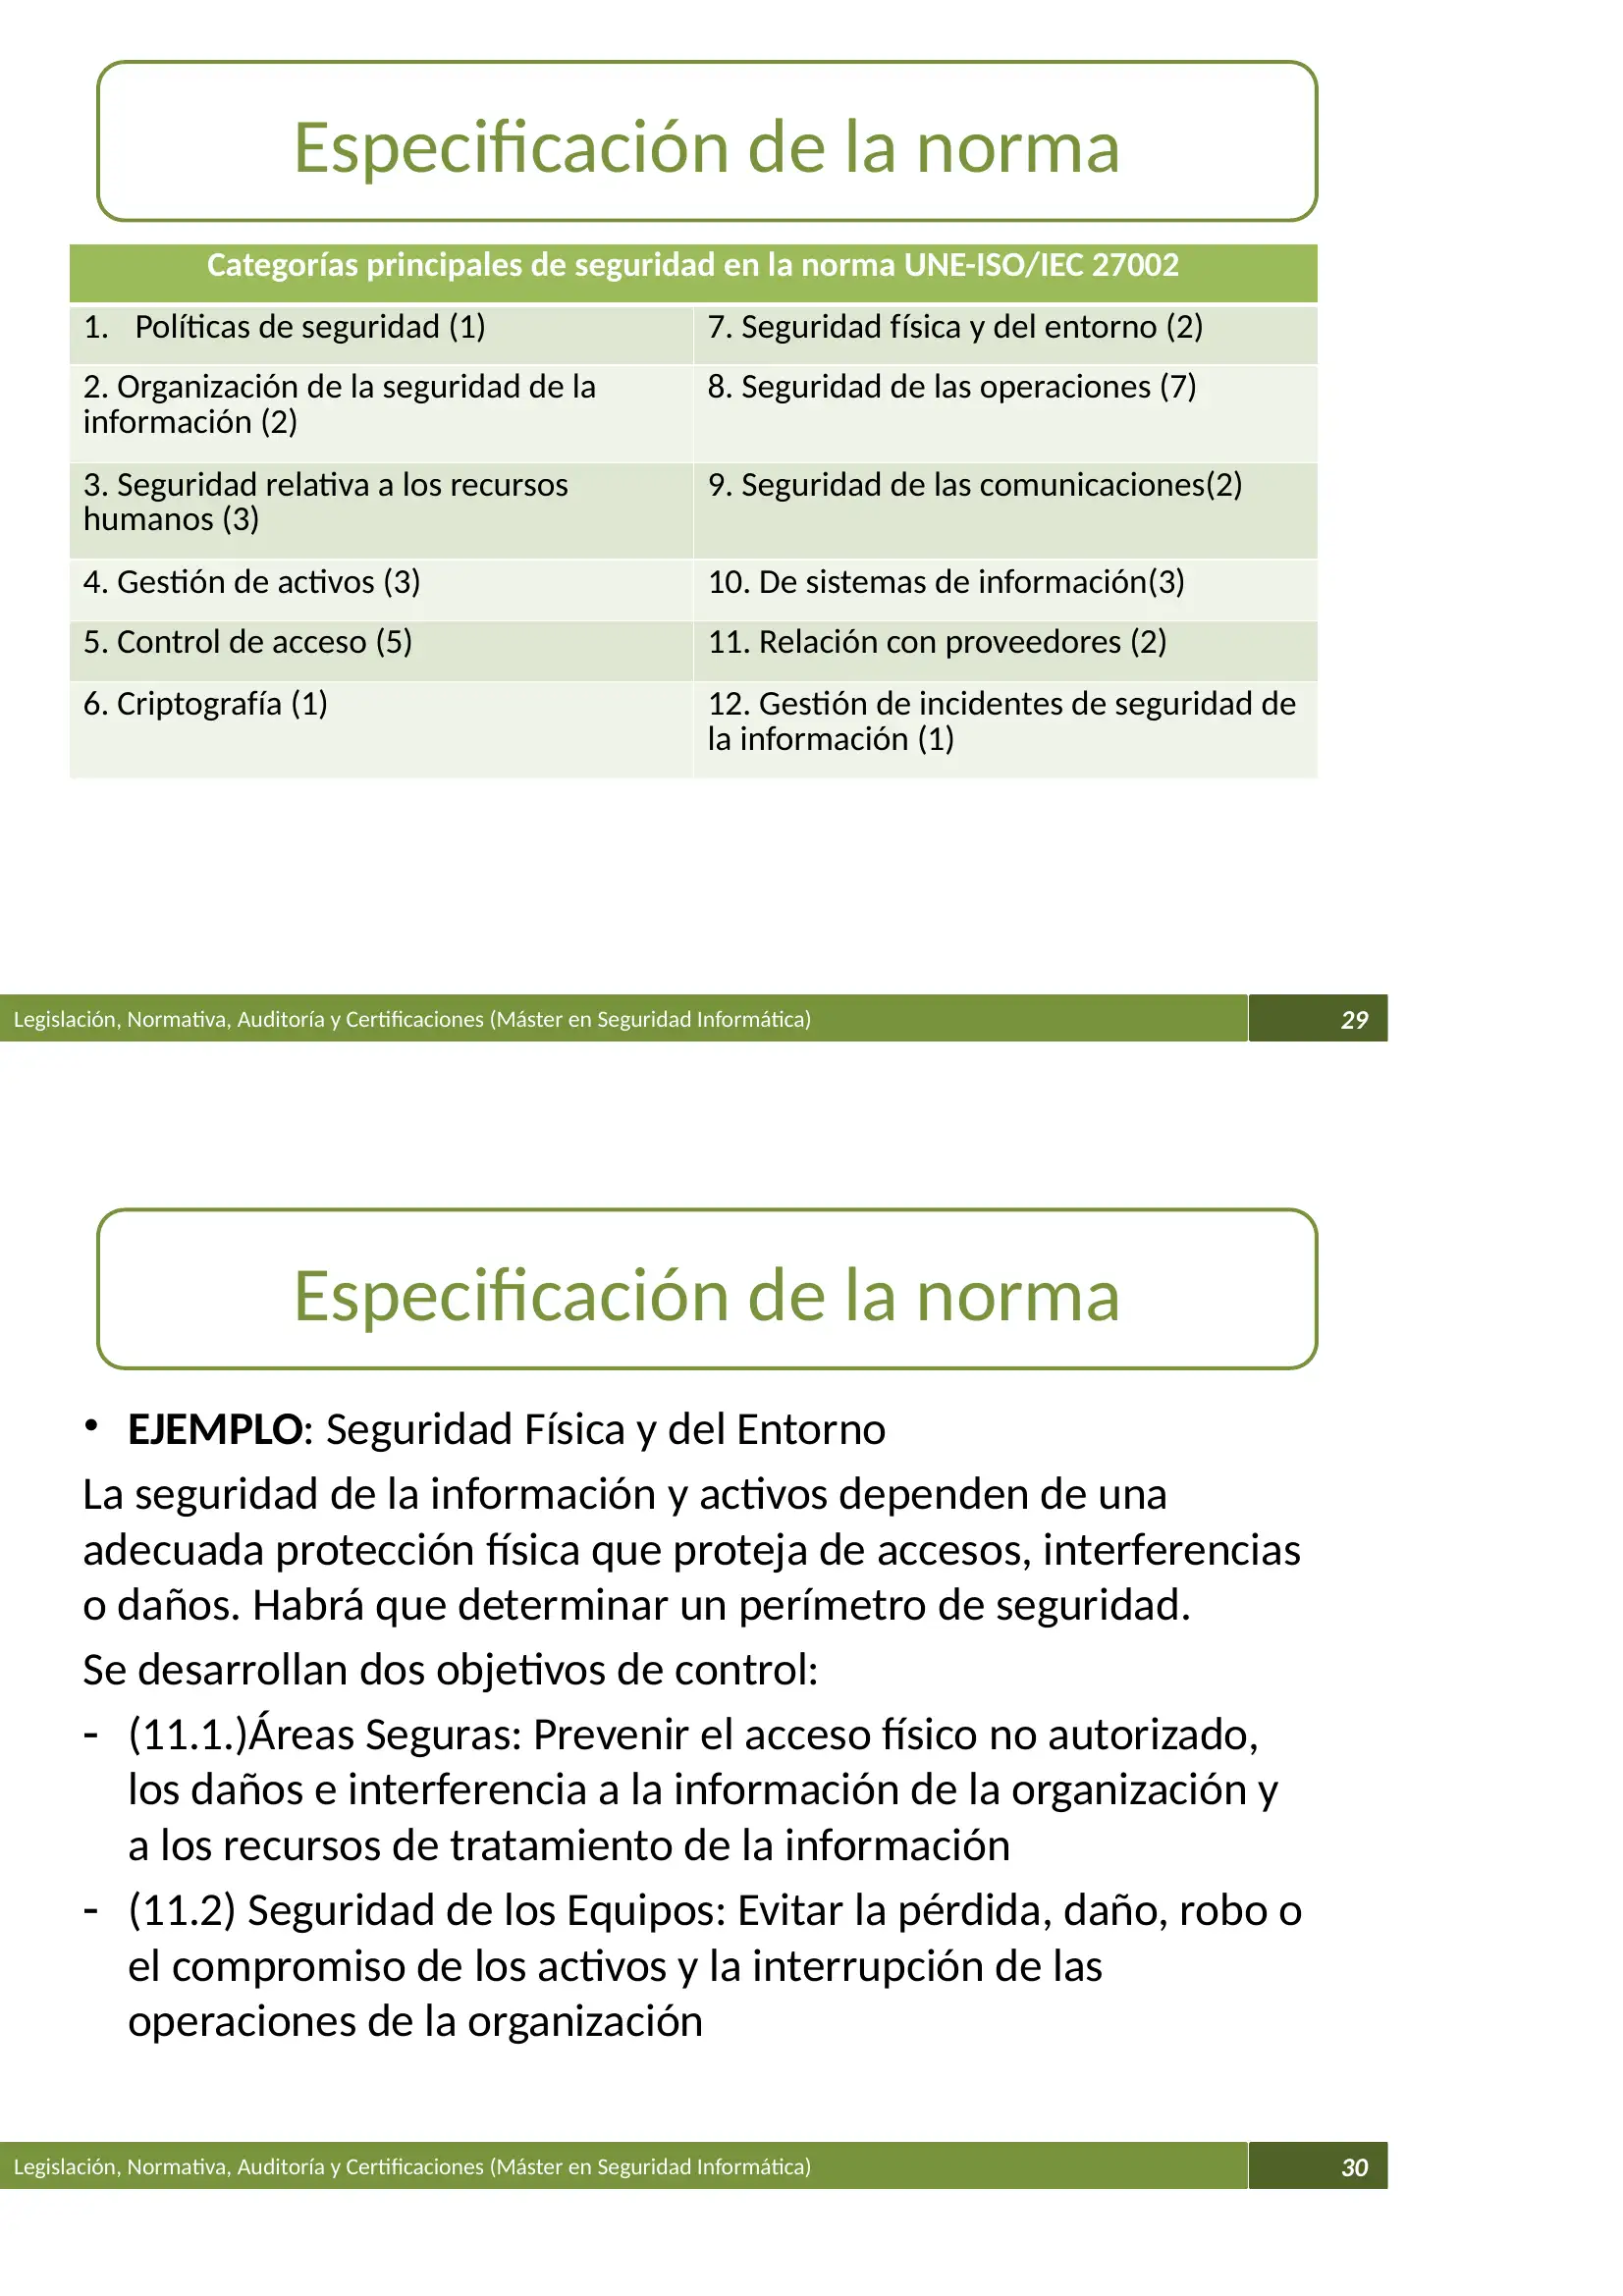 Especificación de la norma
Categorías principales de seguridad en la norma UNE-ISO/IEC 27002
1. Políticas de seguridad (1)
7. Seguridad física y del entorno (2)
2. Organización de la seguridad de la
información (2)
8. Seguridad de las operaciones (7)
3. Seguridad relativa a los recursos
humanos (3)
9. Seguridad de las comunicaciones(2)
4. Gestión de activos (3)
10. De sistemas de información(3)
5. Control de acceso (5)
11. Relación con proveedores (2)
6. Criptografía (1)
12. Gestión de incidentes de seguridad de
la información (1)
Legislación, Normativa, Auditoría y Certificaciones (Máster en Seguridad Informática)
29
Especificación de la norma
• EJEMPLO: Seguridad Física y del Entorno
La seguridad de la información y activos dependen de una
adecuada protección física que proteja de accesos, interferencias
o daños. Habrá que determinar un perímetro de seguridad.
Se desarrollan dos objetivos de control:
- (11.1.)Áreas Seguras: Prevenir el acceso físico no autorizado,
los daños e interferencia a la información de la organización y
a los recursos de tratamiento de la información
- (11.2) Seguridad de los Equipos: Evitar la pérdida, daño, robo o
el compromiso de los activos y la interrupción de las
operaciones de la organización
Legislación, Normativa, Auditoría y Certificaciones (Máster en Seguridad Informática)
30